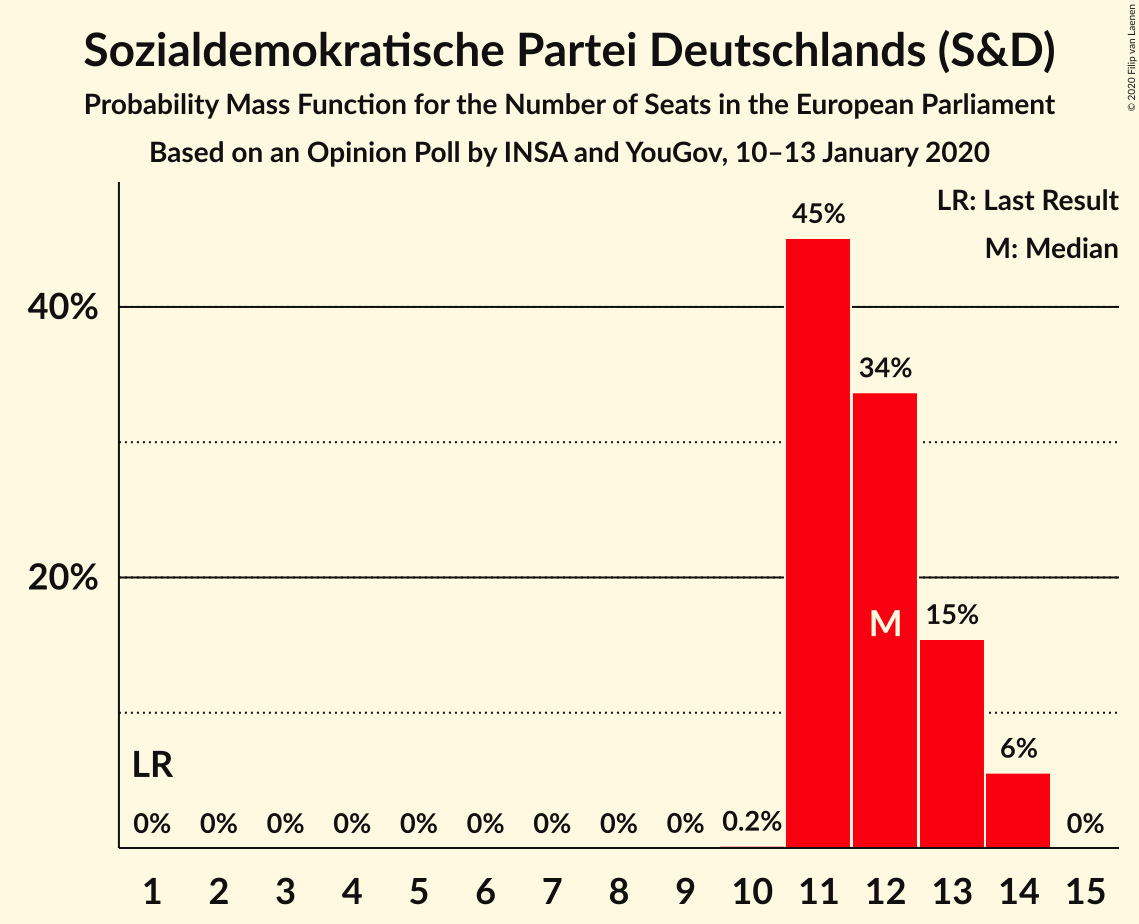 Sozialdemokratische Partei Deutschlands (S&D)
Probability Mass Function for the Number of Seats in the European Parliament
Based on an Opinion Poll by INSA and YouGov, 10–13 January 2020
© 2020 Filip van Laenen
LR: Last Result
M: Median
45%
40%
34%
20%
M
15%
LR
6%
0% 0% 0% 0% 0% 0% 0% 0% 0% 0.2% 0%
1 2 3 4 5 6 7 8 9 10 11 12 13 14 15